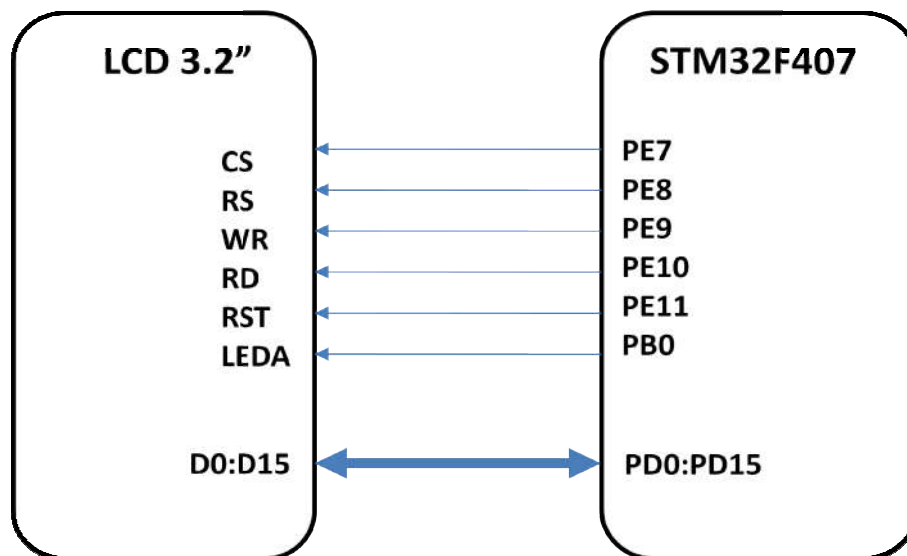 LCD 3.2”
STM32F407
CS
RS
WR
RD
RST
LEDA
D0:D15
PE7
PE8
PE9
PE10
PE11
PB0
PD0:PD15